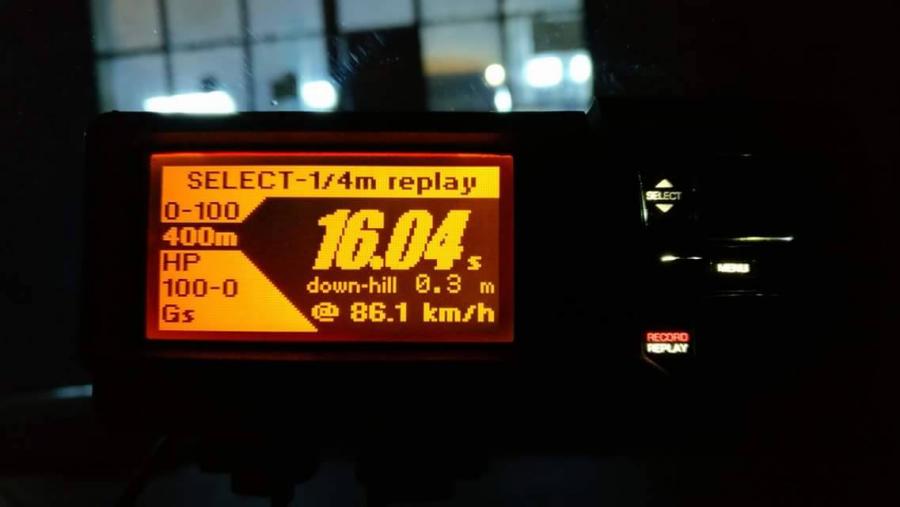 SELECT-1/4m replay
0-100
400m
HP
100-0
Gs
16.04 s
down-hill 0.3 m
@ 86.1 km/h
SELECT
MENU
RECORD
REPLAY